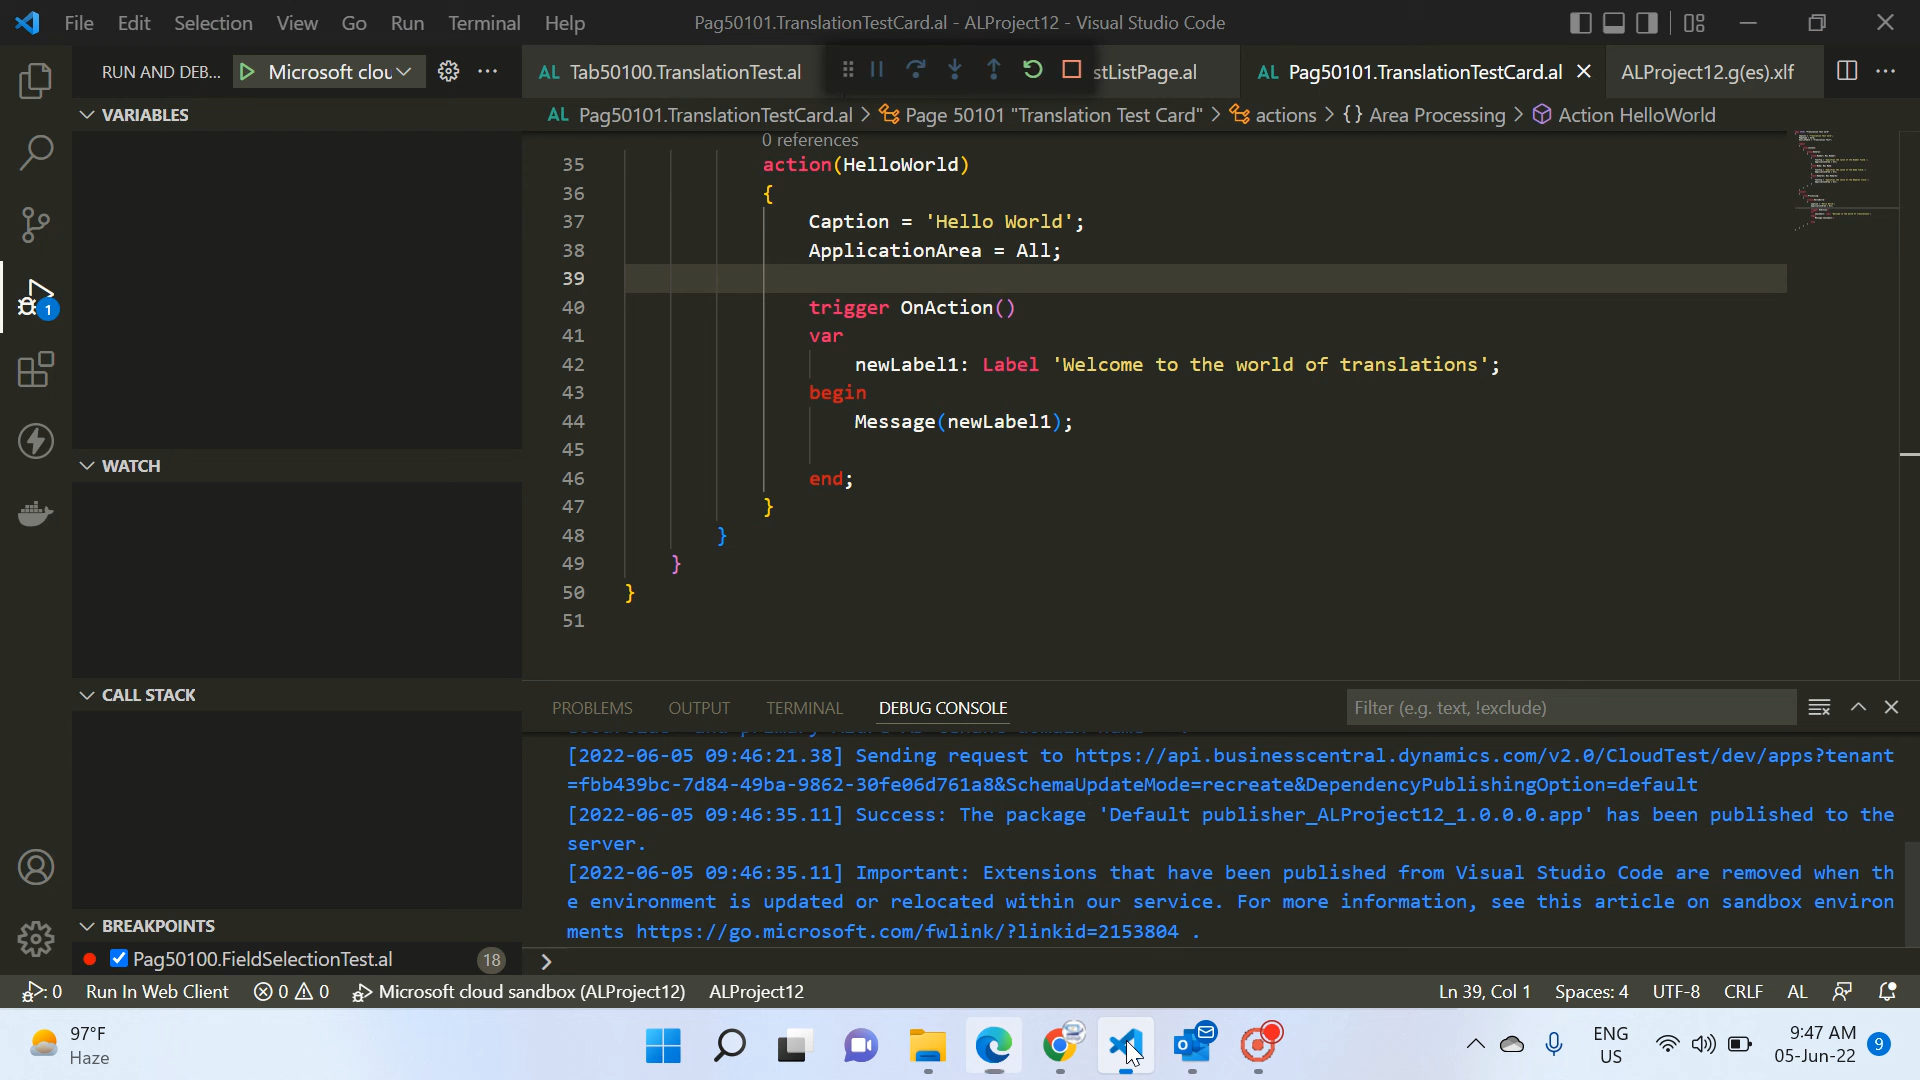 File Edit Selection View Go Run Terminal Help
Pag50101.TranslationTestCard.al - ALProject12 - Visual Studio Code
RUN AND DEB... Microsoft clou
Tab50100.TranslationTest.al stListPage.al Pag50101.TranslationTestCard.al ALProject12.g(es).xlf
Pag50101.TranslationTestCard.al > Page 50101 "Translation Test Card" > actions > {} Area Processing > Action HelloWorld
VARIABLES
WATCH
CALL STACK
BREAKPOINTS
Pag50100.FieldSelectionTest.al 18
1
0 references
35 action(HelloWorld)
36 {
37 Caption = 'Hello World';
38 ApplicationArea = All;
39
40 trigger OnAction()
41 var
42 newLabel1: Label 'Welcome to the world of translations';
43 begin
44 Message(newLabel1);
45
46 end;
47 }
48 }
49 }
50 }
51
PROBLEMS OUTPUT TERMINAL DEBUG CONSOLE
Filter (e.g. text, !exclude)
[2022-06-05 09:46:21.38] Sending request to https://api.businesscentral.dynamics.com/v2.0/CloudTest/dev/apps?tenant
=fbb439bc-7d84-49ba-9862-30fe06d761a8&SchemaUpdateMode=recreate&DependencyPublishingOption=default
[2022-06-05 09:46:35.11] Success: The package 'Default publisher_ALProject12_1.0.0.0.app' has been published to the
server.
[2022-06-05 09:46:35.11] Important: Extensions that have been published from Visual Studio Code are removed when th
e environment is updated or relocated within our service. For more information, see this article on sandbox environ
ments https://go.microsoft.com/fwlink/?linkid=2153804 .
>
: 0 Run In Web Client 0 0 Microsoft cloud sandbox (ALProject12) ALProject12
Ln 39, Col 1 Spaces: 4 UTF-8 CRLF AL
97°F
Haze
ENG
US
9:47 AM
05-Jun-22
9